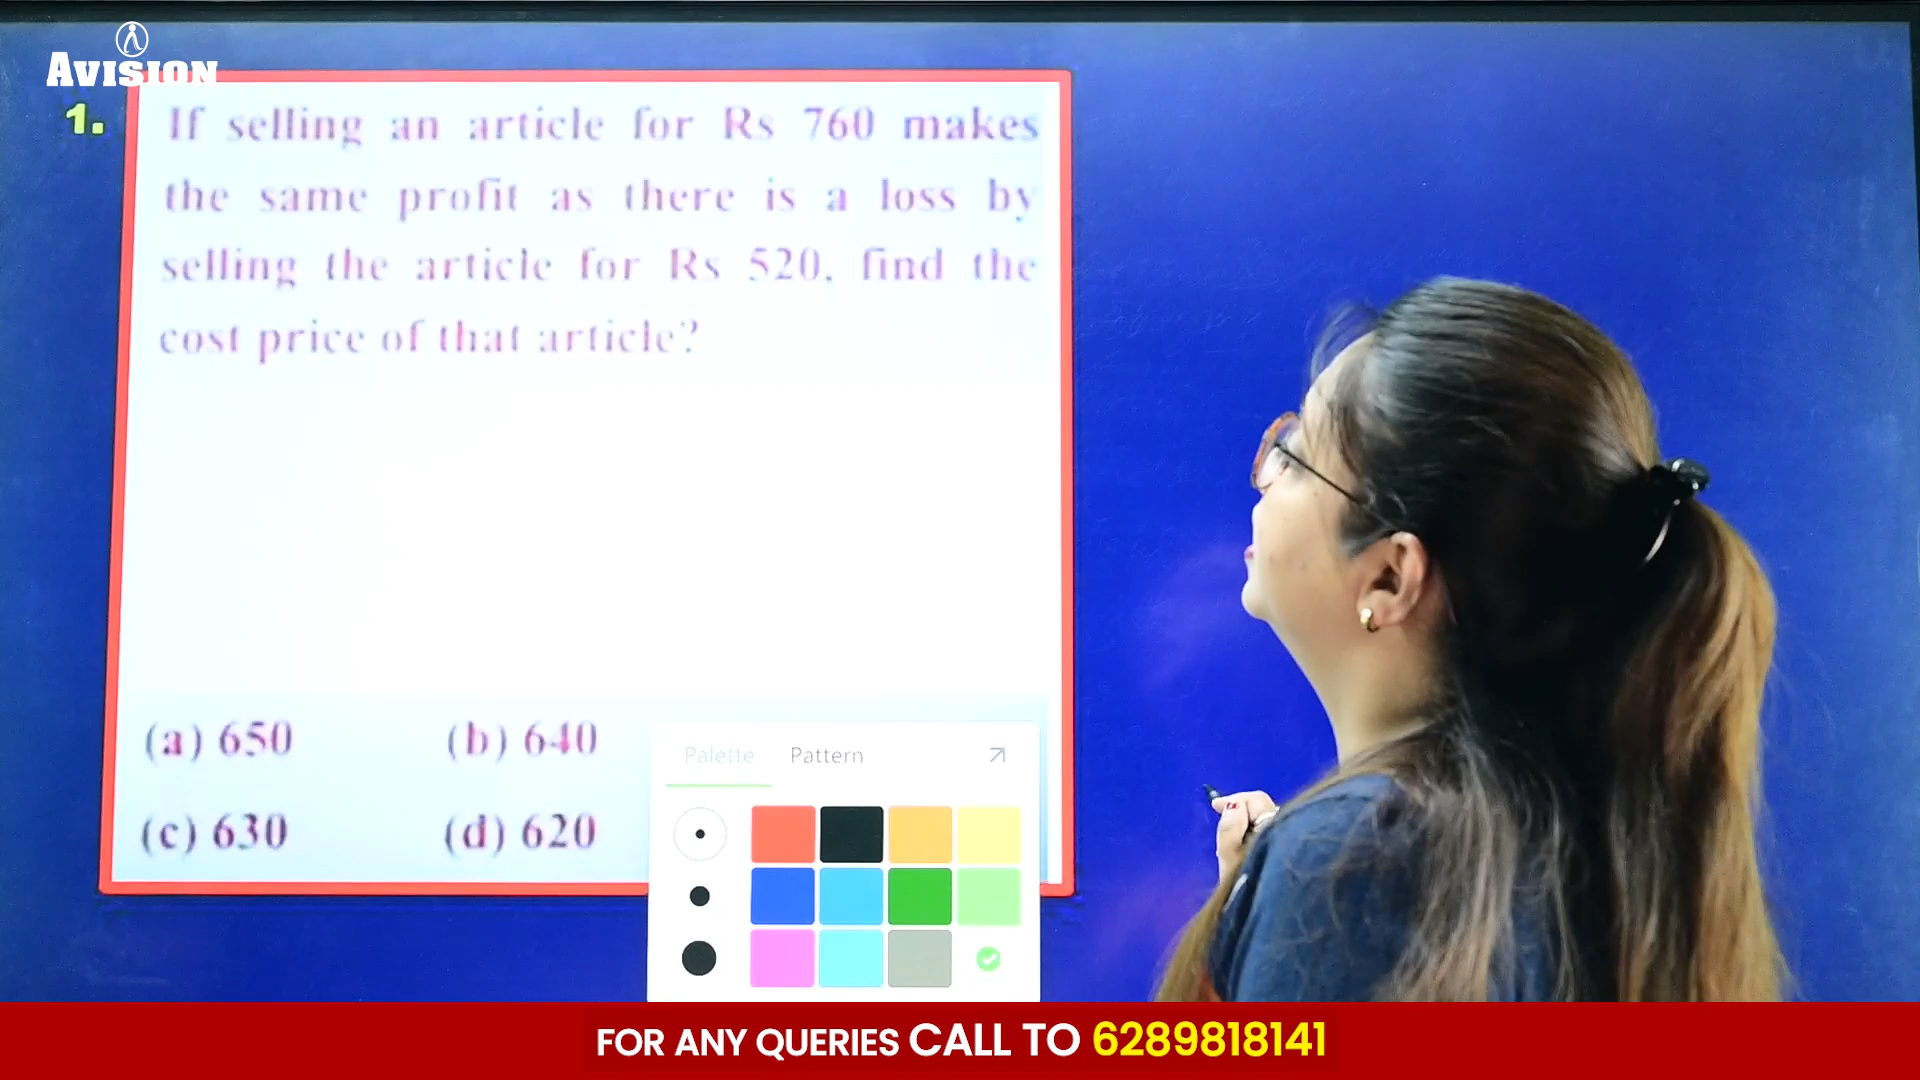 AVISION
1.
If selling an article for Rs 760 makes
the same profit as there is a loss by
selling the article for Rs 520, find the
cost price of that article?
(a) 650 (b) 640
(c) 630 (d) 620
Palette Pattern
FOR ANY QUERIES CALL TO 6289818141